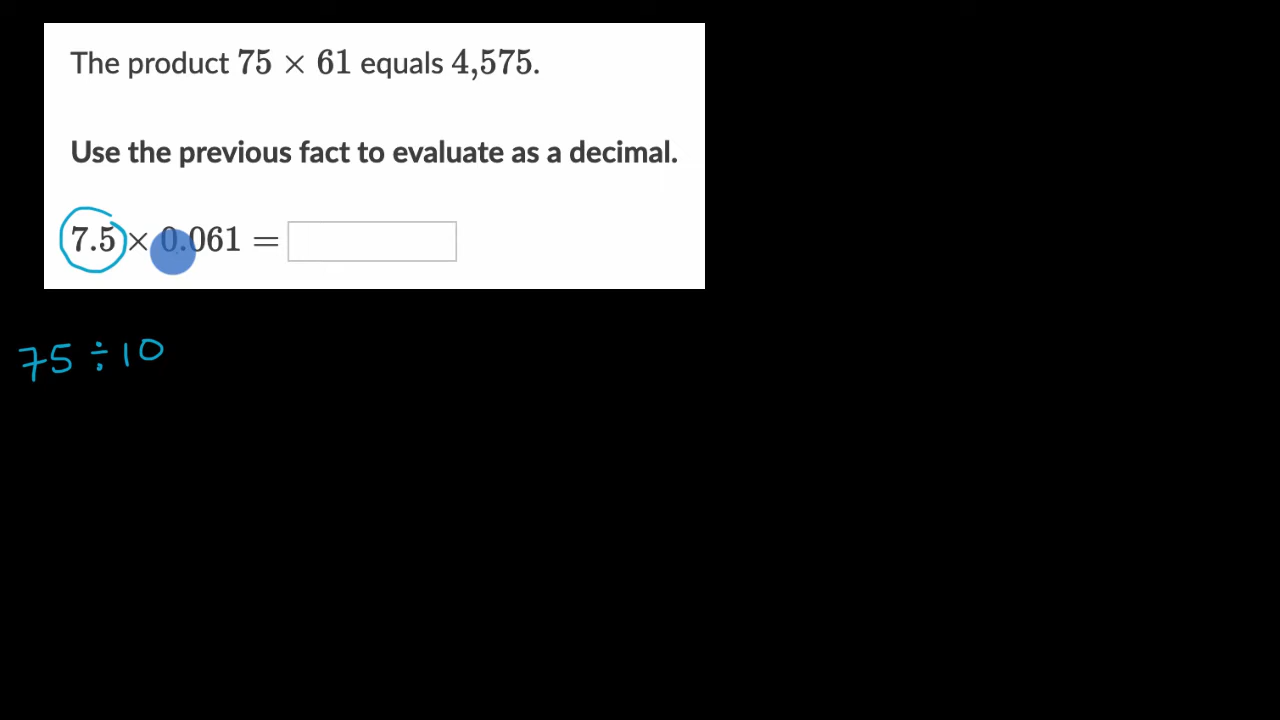 The product 75 × 61 equals 4,575.
Use the previous fact to evaluate as a decimal.
7.5 × 0.061 =
75 ÷ 10